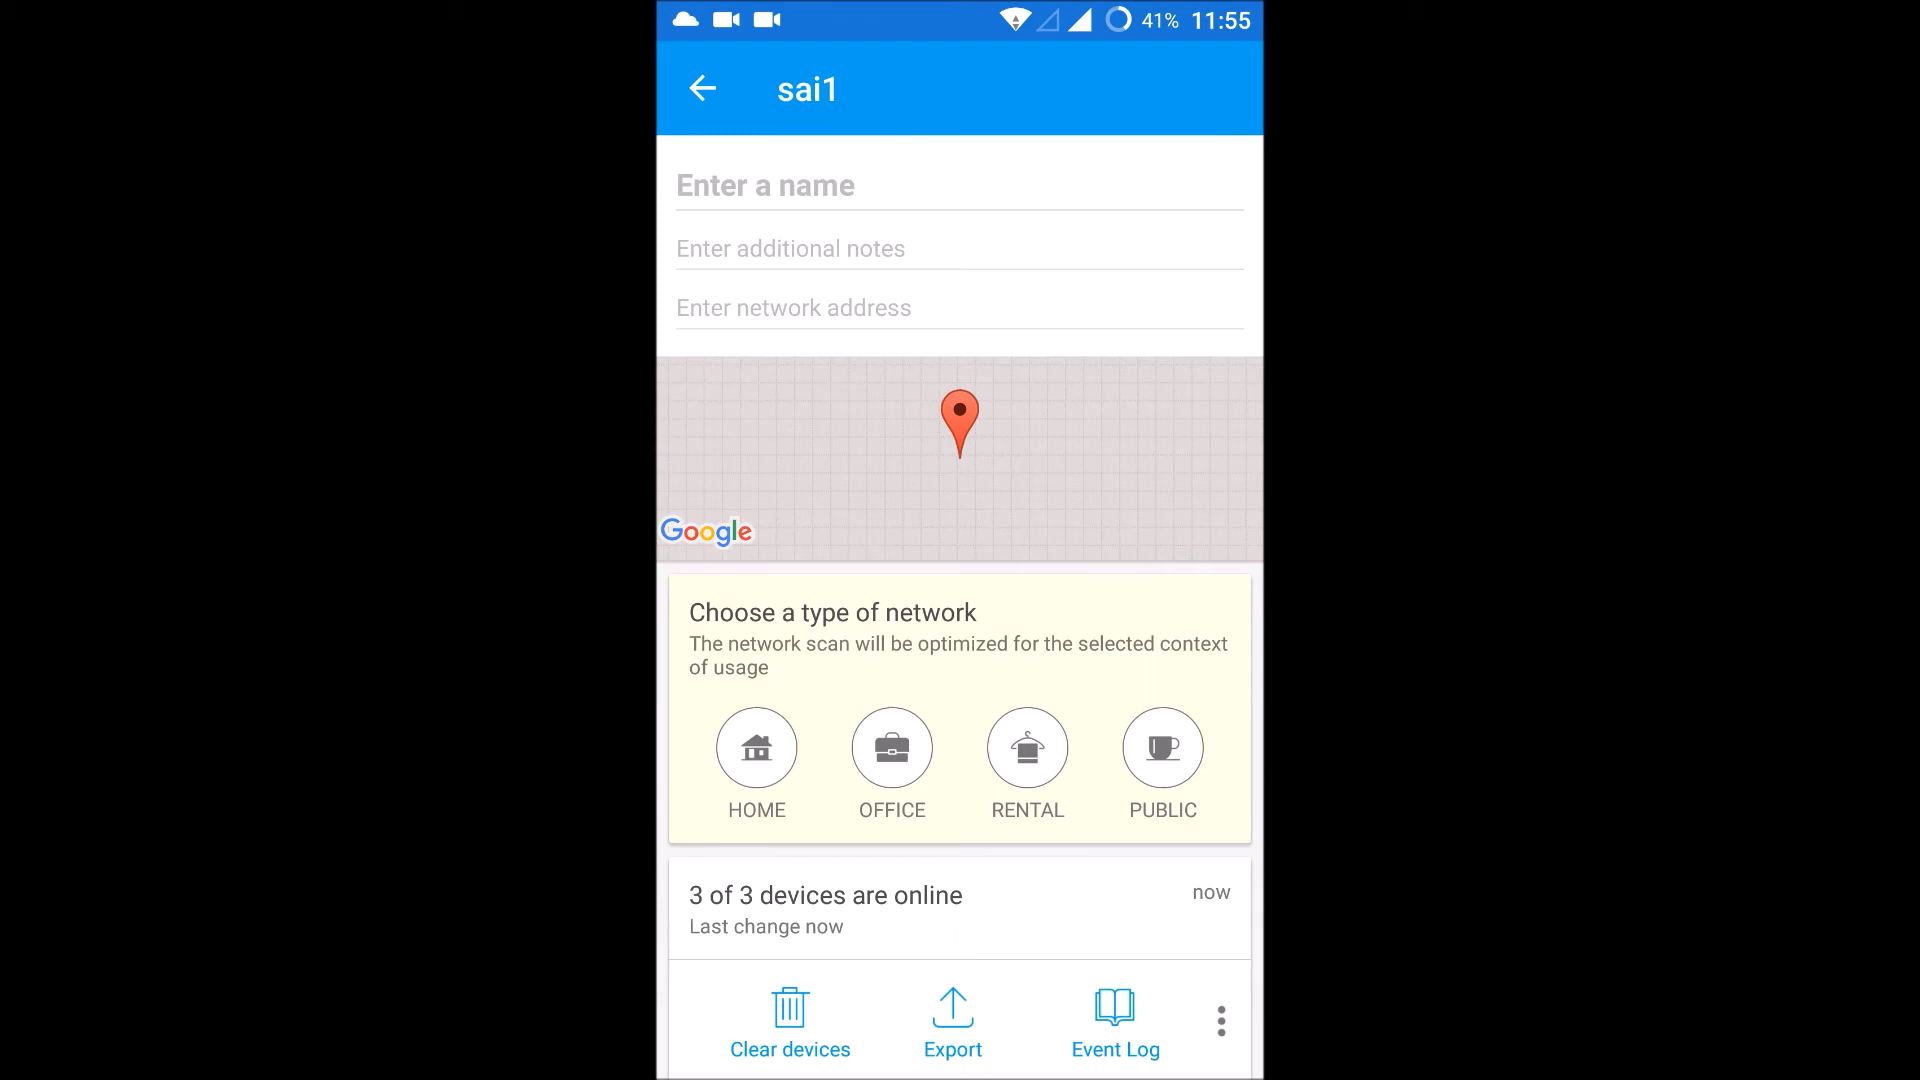 41% 11:55
sai1
Enter a name
Enter additional notes
Enter network address
Google
Choose a type of network
The network scan will be optimized for the selected context
of usage
HOME OFFICE RENTAL PUBLIC
3 of 3 devices are online now
Last change now
Clear devices Export Event Log